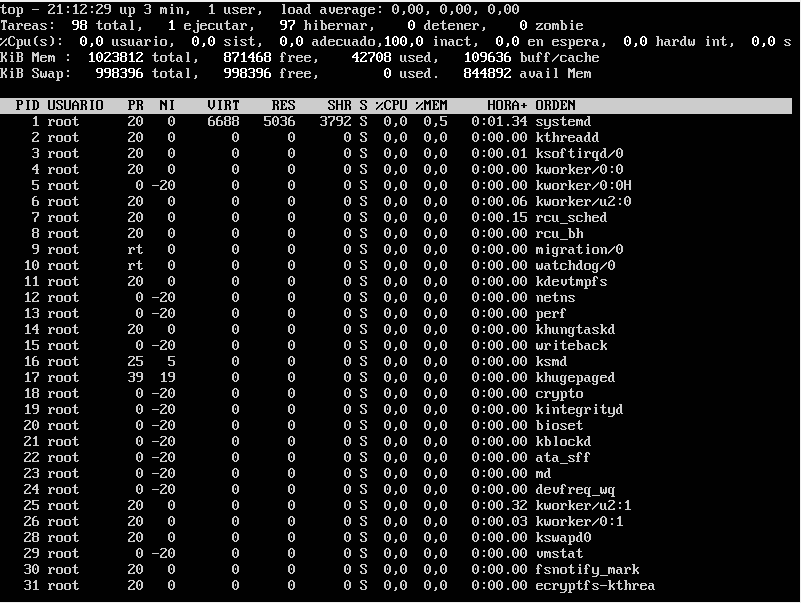 top - 21:12:29 up 3 min,  1 user,  load average: 0,00, 0,00, 0,00
Tareas:  98 total,   1 ejecutar,  97 hibernar,   0 detener,   0 zombie
%Cpu(s):  0,0 usuario,  0,0 sist,  0,0 adecuado,100,0 inact,  0,0 en espera,  0,0 hardw int,  0,0 s
KiB Mem :  1023812 total,   871468 free,    42708 used,   109636 buff/cache
KiB Swap:   998396 total,   998396 free,        0 used.   844892 avail Mem
PID USUARIO   PR  NI    VIRT    RES    SHR S %CPU %MEM     HORA+ ORDEN
1 root      20   0    6688   5036   3792 S  0,0  0,5   0:01.34 systemd
2 root      20   0       0      0      0 S  0,0  0,0   0:00.00 kthreadd
3 root      20   0       0      0      0 S  0,0  0,0   0:00.01 ksoftirqd/0
4 root      20   0       0      0      0 S  0,0  0,0   0:00.00 kworker/0:0
5 root       0 -20       0      0      0 S  0,0  0,0   0:00.00 kworker/0:0H
6 root      20   0       0      0      0 S  0,0  0,0   0:00.06 kworker/u2:0
7 root      20   0       0      0      0 S  0,0  0,0   0:00.15 rcu_sched
8 root      20   0       0      0      0 S  0,0  0,0   0:00.00 rcu_bh
9 root      rt   0       0      0      0 S  0,0  0,0   0:00.00 migration/0
10 root      rt   0       0      0      0 S  0,0  0,0   0:00.00 watchdog/0
11 root      20   0       0      0      0 S  0,0  0,0   0:00.00 kdevtmpfs
12 root       0 -20       0      0      0 S  0,0  0,0   0:00.00 netns
13 root       0 -20       0      0      0 S  0,0  0,0   0:00.00 perf
14 root      20   0       0      0      0 S  0,0  0,0   0:00.00 khungtaskd
15 root       0 -20       0      0      0 S  0,0  0,0   0:00.00 writeback
16 root      25   5       0      0      0 S  0,0  0,0   0:00.00 ksmd
17 root      39  19       0      0      0 S  0,0  0,0   0:00.00 khugepaged
18 root       0 -20       0      0      0 S  0,0  0,0   0:00.00 crypto
19 root       0 -20       0      0      0 S  0,0  0,0   0:00.00 kintegrityd
20 root       0 -20       0      0      0 S  0,0  0,0   0:00.00 bioset
21 root       0 -20       0      0      0 S  0,0  0,0   0:00.00 kblockd
22 root       0 -20       0      0      0 S  0,0  0,0   0:00.00 ata_sff
23 root       0 -20       0      0      0 S  0,0  0,0   0:00.00 md
24 root       0 -20       0      0      0 S  0,0  0,0   0:00.00 devfreq_wq
25 root      20   0       0      0      0 S  0,0  0,0   0:00.32 kworker/u2:1
26 root      20   0       0      0      0 S  0,0  0,0   0:00.03 kworker/0:1
28 root      20   0       0      0      0 S  0,0  0,0   0:00.00 kswapd0
29 root       0 -20       0      0      0 S  0,0  0,0   0:00.00 vmstat
30 root      20   0       0      0      0 S  0,0  0,0   0:00.00 fsnotify_mark
31 root      20   0       0      0      0 S  0,0  0,0   0:00.00 ecryptfs-kthrea